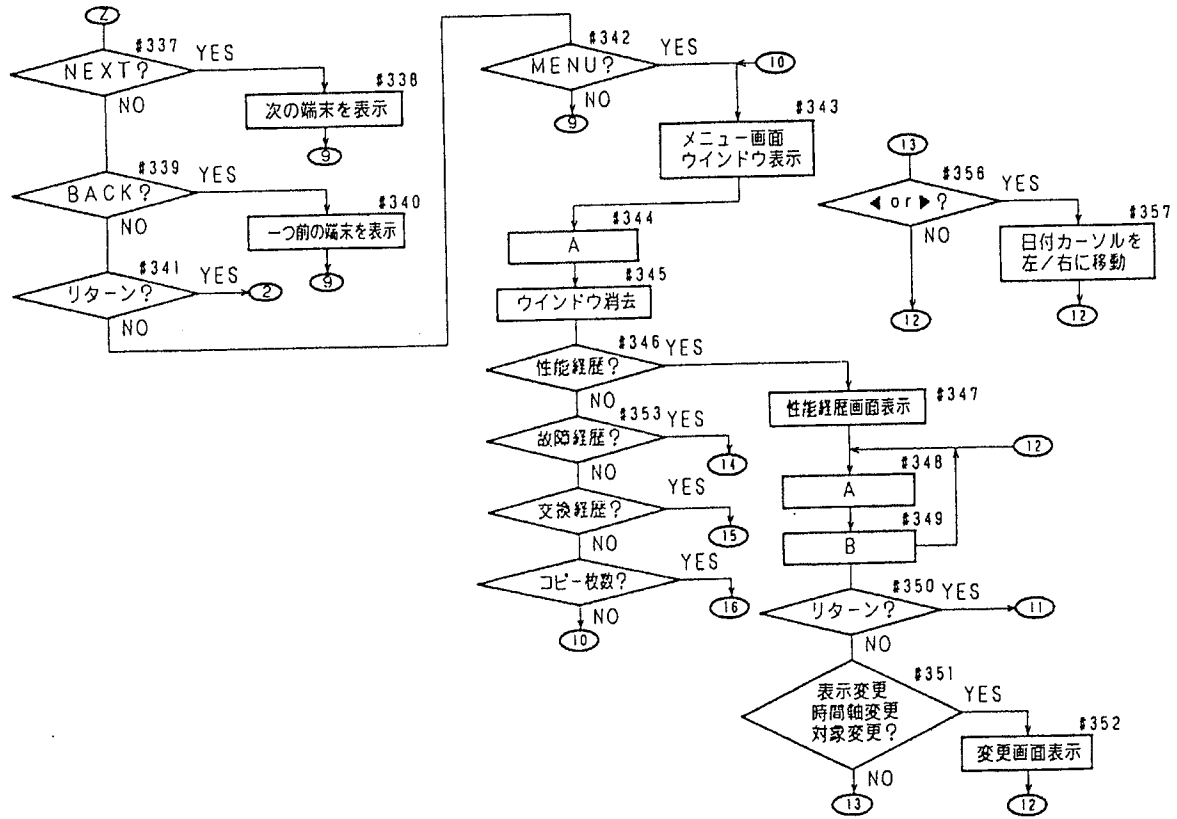 Z
#337
NEXT?
YES
NO
#338
次の端末を表示
9
#339
BACK?
YES
NO
#340
一つ前の端末を表示
9
#341
リターン?
YES
2
NO
#342
MENU?
YES
10
NO
9
#343
メニュー画面
ウインドウ表示
#344
A
#345
ウインドウ消去
#346
性能経歴?
YES
NO
#347
性能経歴画面表示
#353
故障経歴?
YES
14
NO
交換経歴?
YES
15
NO
コピー枚数?
YES
16
NO
10
12
#348
A
#349
B
#350
リターン?
YES
11
NO
#351
表示変更
時間軸変更
対象変更?
YES
NO
13
#352
変更画面表示
12
13
#356
◀ or ▶ ?
YES
NO
12
#357
日付カーソルを
左/右に移動
12